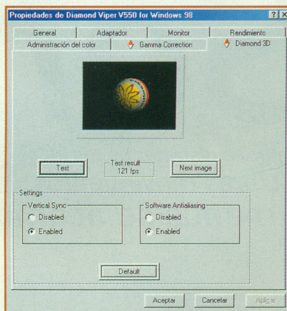 Propiedades de Diamond Viper V550 for Windows 98
General Adaptador Monitor Rendimiento
Administración del color Gamma Correction Diamond 3D
Test
Test result
121 fps
Next image
Settings
Vertical Sync
Disabled
Enabled
Software Antialiasing
Disabled
Enabled
Default
Aceptar Cancelar Aplicar